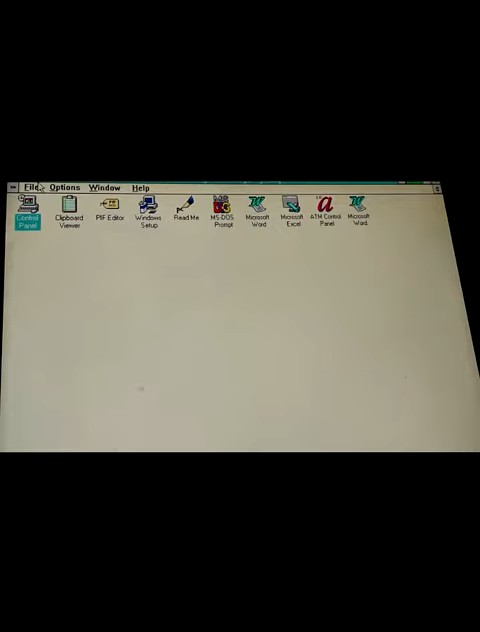 File Options Window Help
Control Panel
Clipboard Viewer
PIF Editor
Windows Setup
Read Me
MS-DOS Prompt
Microsoft Word
Microsoft Excel
ATM Control Panel
Microsoft Word